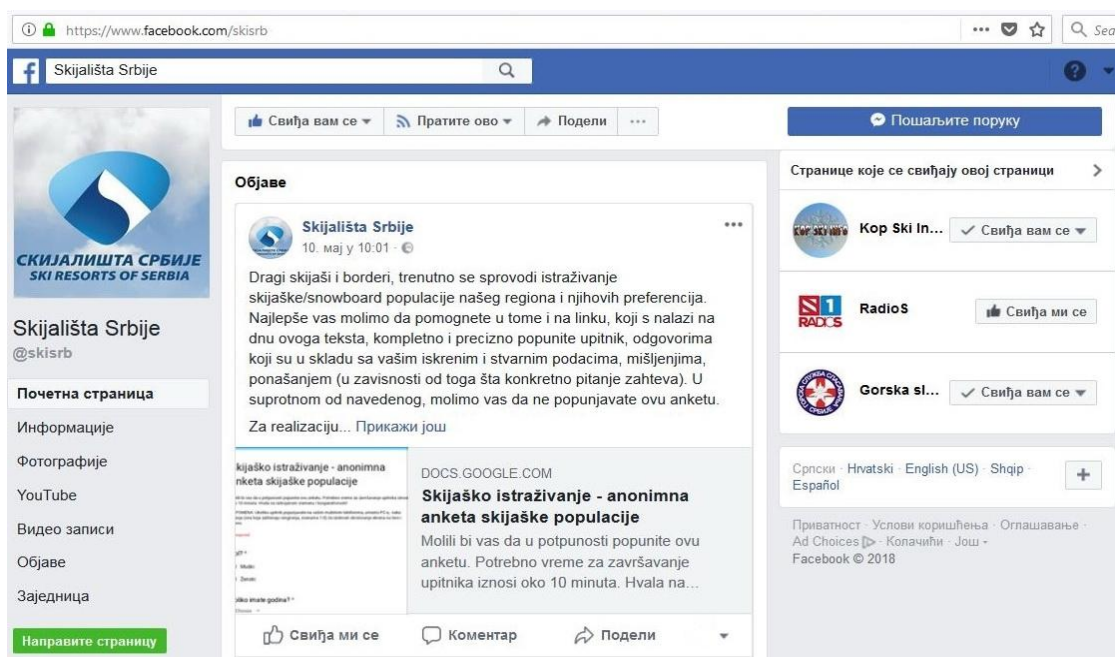 https://www.facebook.com/skisrb
Skijališta Srbije
СКИЈАЛИШТА СРБИЈЕ
SKI RESORTS OF SERBIA
Skijališta Srbije
@skisrb
Почетна страница
Информације
Фотографије
YouTube
Видео записи
Објаве
Заједница
Направите страницу
Свиђа вам се
Пратите ово
Подели
Објаве
Skijališta Srbije
10. мај у 10:01 ·
Dragi skijaši i borderi, trenutno se sprovodi istraživanje
skijaške/snowboard populacije našeg regiona i njihovih preferencija.
Najlepše vas molimo da pomognete u tome i na linku, koji s nalazi na
dnu ovoga teksta, kompletno i precizno popunite upitnik, odgovorima
koji su u skladu sa vašim iskrenim i stvarnim podacima, mišljenjima,
ponašanjem (u zavisnosti od toga šta konkretno pitanje zahteva). U
suprotnom od navedenog, molimo vas da ne popunjavate ovu anketu.
Za realizaciju... Прикажи још
kijaško istraživanje - anonimna
nketa skijaške populacije
DOCS.GOOGLE.COM
Skijaško istraživanje - anonimna
anketa skijaške populacije
Molili bi vas da u potpunosti popunite ovu
anketu. Potrebno vreme za završavanje
upitnika iznosi oko 10 minuta. Hvala na...
Свиђа ми се
Коментар
Подели
Пошаљите поруку
Странице које се свиђају овој страници
Kop Ski In...
Свиђа вам се
RADIO S
RadioS
Свиђа ми се
Gorska sl...
Свиђа вам се
Српски · Hrvatski · English (US) · Shqip ·
Español
Приватност · Услови коришћења · Оглашавање ·
Ad Choices · Колачићи · Још
Facebook © 2018